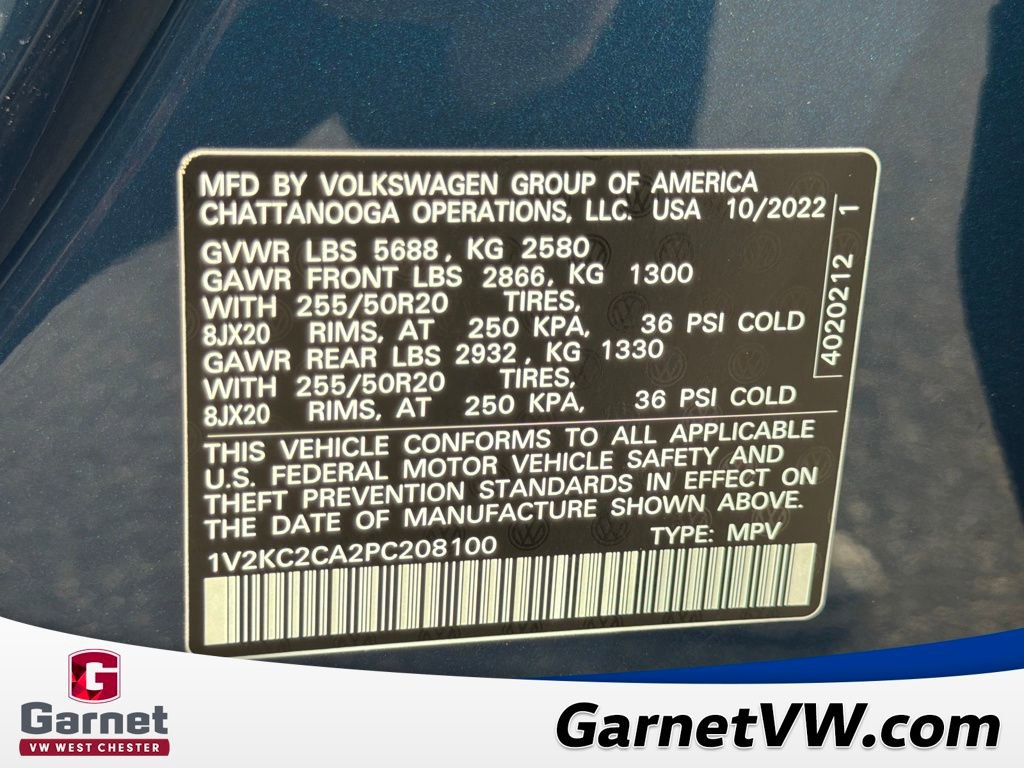 MFD BY VOLKSWAGEN GROUP OF AMERICA
CHATTANOOGA OPERATIONS, LLC. USA 10/2022
GVWR LBS 5688, KG 2580
GAWR FRONT LBS 2866, KG 1300
WITH 255/50R20 TIRES,
8JX20 RIMS, AT 250 KPA, 36 PSI COLD
GAWR REAR LBS 2932, KG 1330
WITH 255/50R20 TIRES,
8JX20 RIMS, AT 250 KPA, 36 PSI COLD
4020212 1
THIS VEHICLE CONFORMS TO ALL APPLICABLE
U.S. FEDERAL MOTOR VEHICLE SAFETY AND
THEFT PREVENTION STANDARDS IN EFFECT ON
THE DATE OF MANUFACTURE SHOWN ABOVE.
1V2KC2CA2PC208100 TYPE: MPV
G
Garnet
VW WEST CHESTER
GarnetVW.com